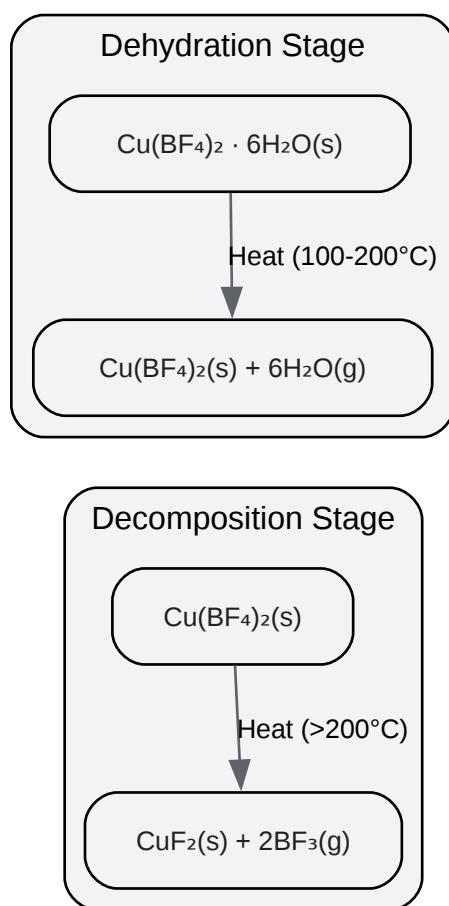 Dehydration Stage
Cu(BF₄)₂ · 6H₂O(s)
Heat (100-200°C)
Cu(BF₄)₂(s) + 6H₂O(g)
Decomposition Stage
Cu(BF₄)₂(s)
Heat (>200°C)
CuF₂(s) + 2BF₃(g)